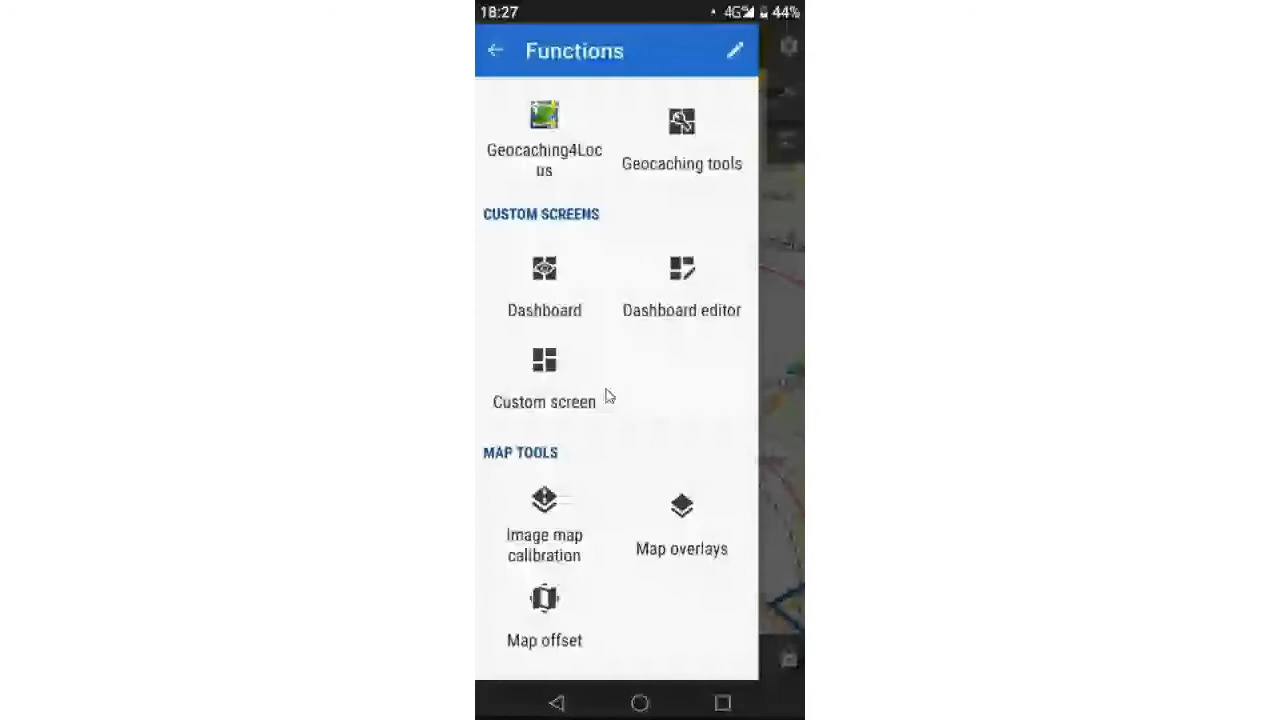 18:27
4G 44%
Functions
Geocaching4Loc
us
Geocaching tools
CUSTOM SCREENS
Dashboard
Dashboard editor
Custom screen
MAP TOOLS
Image map
calibration
Map overlays
Map offset